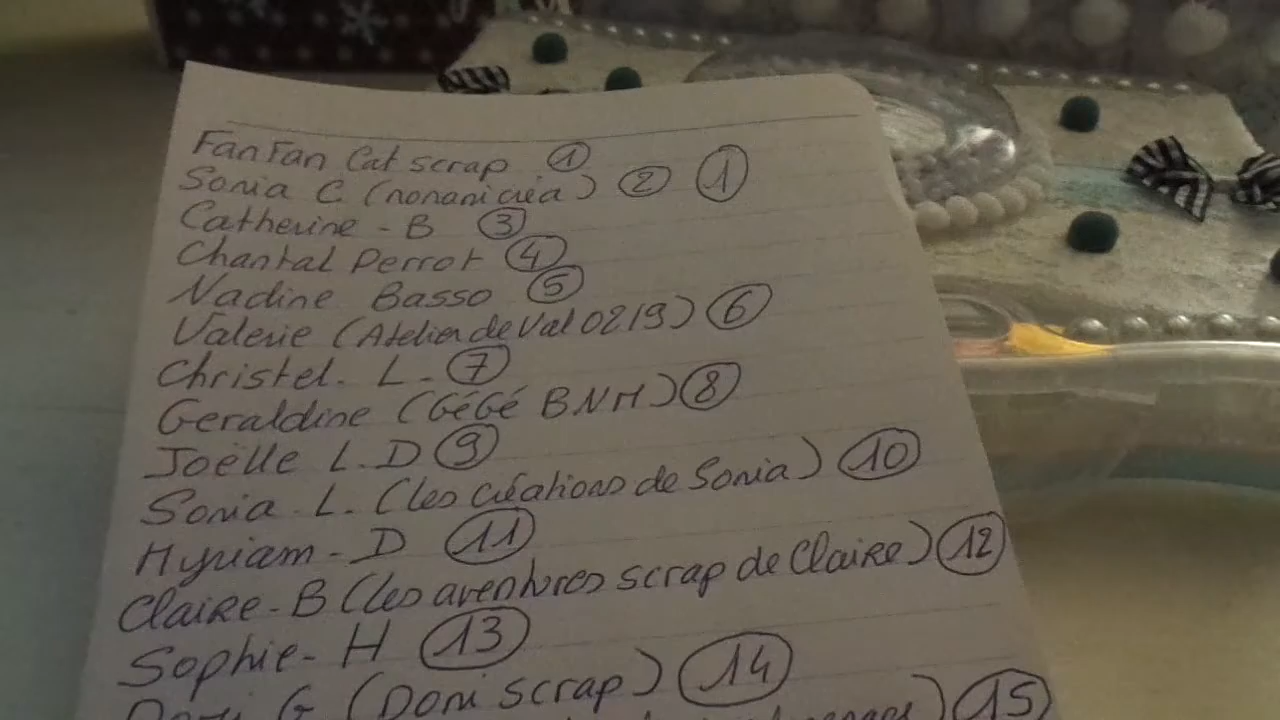 FanFan Cat scrap 1
Sonia C (nonanicréa) 2 1
Catherine - B 3
Chantal Perrot 4
Nadine Basso 5
Valerie (Atelier de Val 0219) 6
Christel. L. 7
Geraldine (GéGé BNM) 8
Joëlle L.D 9
Sonia L. (les créations de Sonia) 10
Myriam - D 11
Claire - B (les aventures scrap de Claire) 12
Sophie - H 13
G (Domi scrap) 14
15